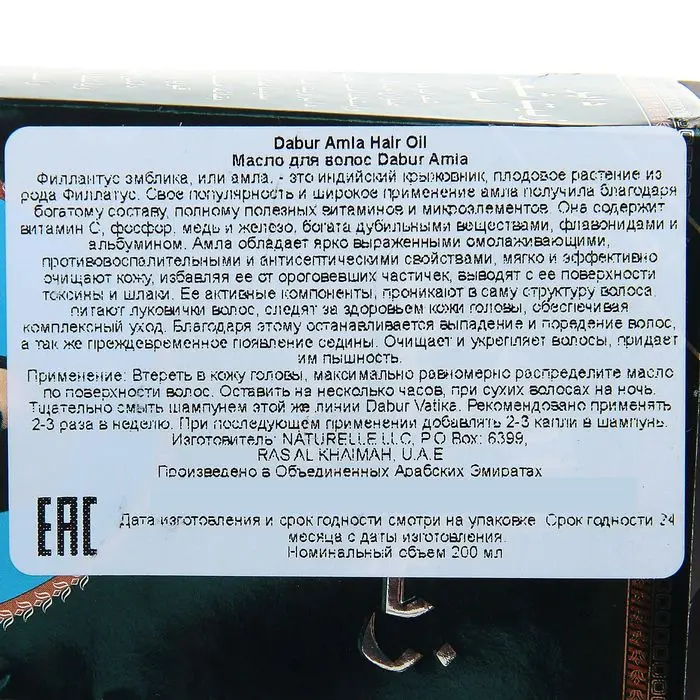 Dabur Amla Hair Oil
Масло для волос Dabur Amla
Филлантус эмблика, или амла, - это индийский крыжовник, плодовое растение из
рода Филлатус. Свое популярность и широкое применение амла получила благодаря
богатому составу, полному полезных витаминов и микроэлементов. Она содержит
витамин С, фосфор, медь и железо, богата дубильными веществами, флавонидами и
альбумином. Амла обладает ярко выраженными омолаживающими,
противовоспалительными и антисептическими свойствами, мягко и эффективно
очищают кожу, избавляя ее от ороговевших частичек, выводят с ее поверхности
токсины и шлаки. Ее активные компоненты, проникают в саму структуру волоса,
питают луковички волос, следят за здоровьем кожи головы, обеспечивая
комплексный уход. Благодаря этому останавливается выпадение и поредение волос,
а так же преждевременное появление седины. Очищает и укрепляет волосы, придает
им пышность.
Применение: Втереть в кожу головы, максимально равномерно распределите масло
по поверхности волос. Оставить на несколько часов, при сухих волосах на ночь.
Тщательно смыть шампунем этой же линии Dabur Vatika. Рекомендовано применять
2-3 раза в неделю. При последующем применении добавлять 2-3 капли в шампунь.
Изготовитель: NATURELLE LLC, P.O Box: 6399,
RAS AL KHAIMAH, U.A.E
Произведено в Объединенных Арабских Эмиратах
EAC
Дата изготовления и срок годности смотри на упаковке. Срок годности 24
месяца с даты изготовления.
Номинальный объем 200 мл